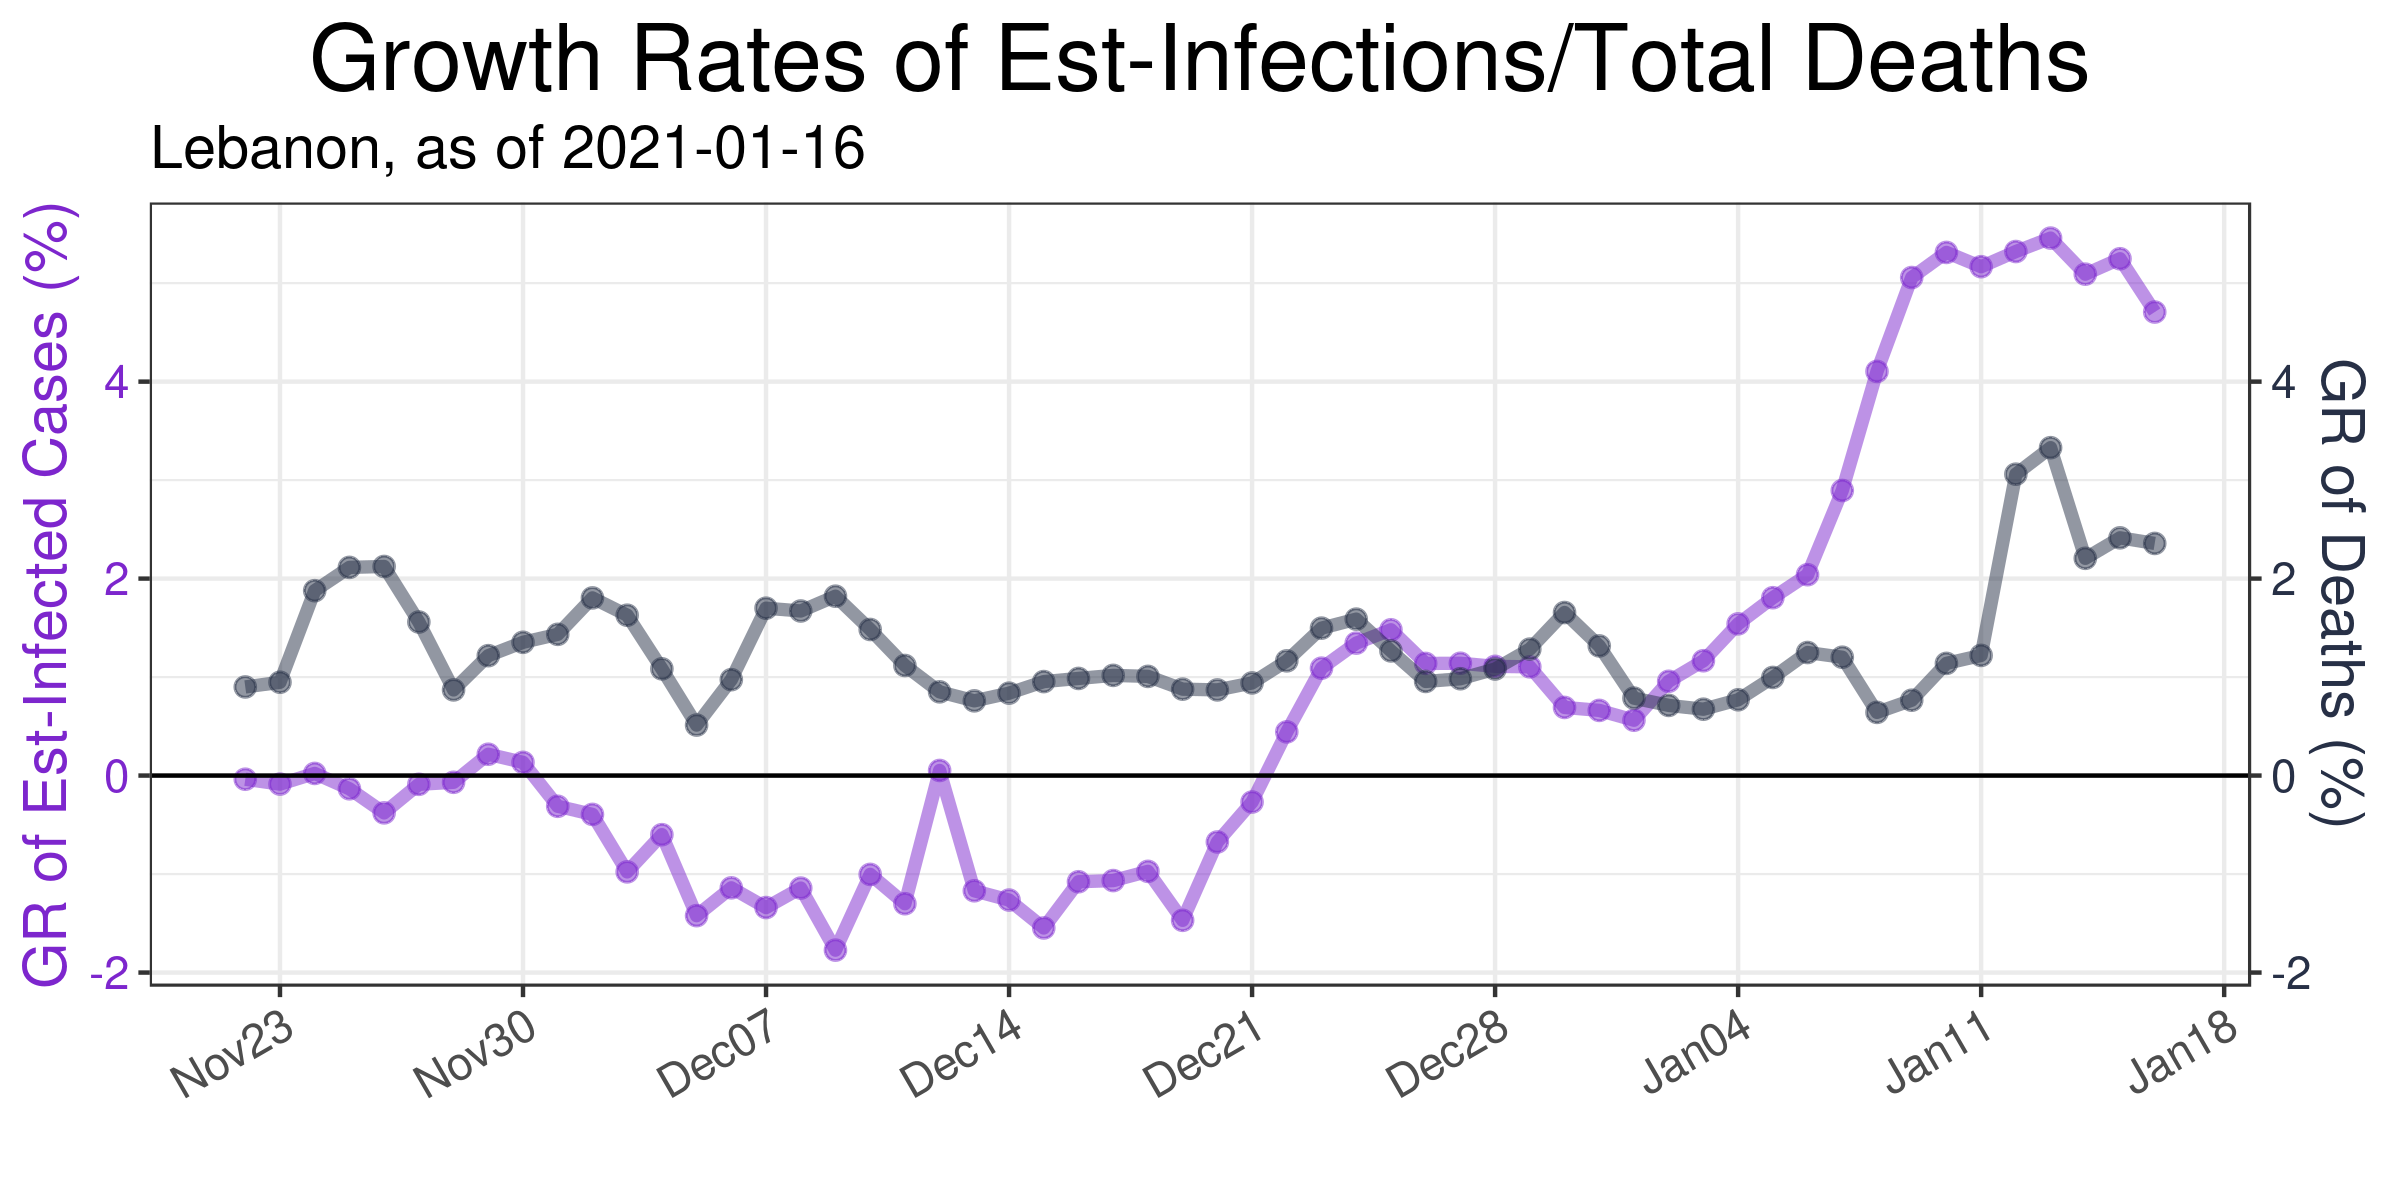 Growth Rates of Est-Infections/Total Deaths
Lebanon, as of 2021-01-16
GR of Est-Infected Cases (%)
4
2
0
-2
4
2
0
-2
GR of Deaths (%)
Nov23
Nov30
Dec07
Dec14
Dec21
Dec28
Jan04
Jan11
Jan18